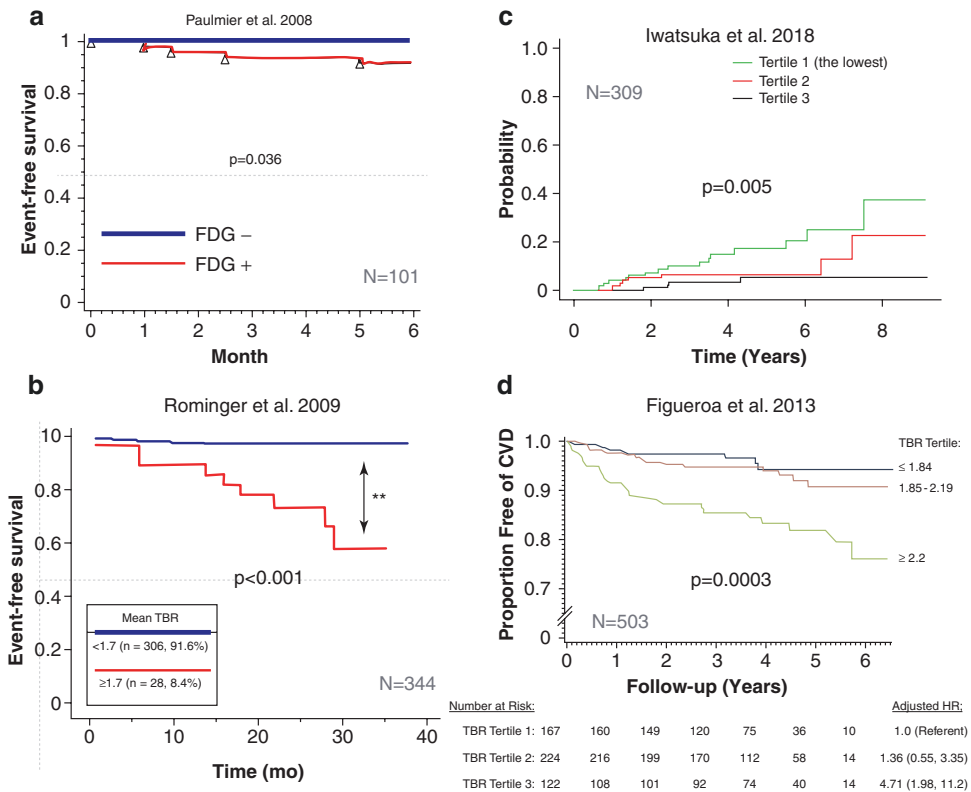 a
Paulmier et al. 2008
1
0.8
0.6
0.4
0.2
0
Event-free survival
p=0.036
FDG –
FDG +
N=101
0 1 2 3 4 5 6
Month
c
Iwatsuka et al. 2018
1.0
0.8
0.6
0.4
0.2
0
Probability
Tertile 1 (the lowest)
Tertile 2
Tertile 3
N=309
p=0.005
0 2 4 6 8
Time (Years)
b
Rominger et al. 2009
10
0.8
0.6
0.4
0.2
0
Event-free survival
**
p<0.001
Mean TBR
<1.7 (n = 306, 91.6%)
≥1.7 (n = 28, 8.4%)
N=344
0 10 20 30 40
Time (mo)
d
Figueroa et al. 2013
1.0
0.9
0.8
0.7
0
Proportion Free of CVD
TBR Tertile:
≤ 1.84
1.85-2.19
≥ 2.2
p=0.0003
N=503
0 1 2 3 4 5 6
Follow-up (Years)
Number at Risk: Adjusted HR:
TBR Tertile 1: 167 160 149 120 75 36 10 1.0 (Referent)
TBR Tertile 2: 224 216 199 170 112 58 14 1.36 (0.55, 3.35)
TBR Tertile 3: 122 108 101 92 74 40 14 4.71 (1.98, 11.2)